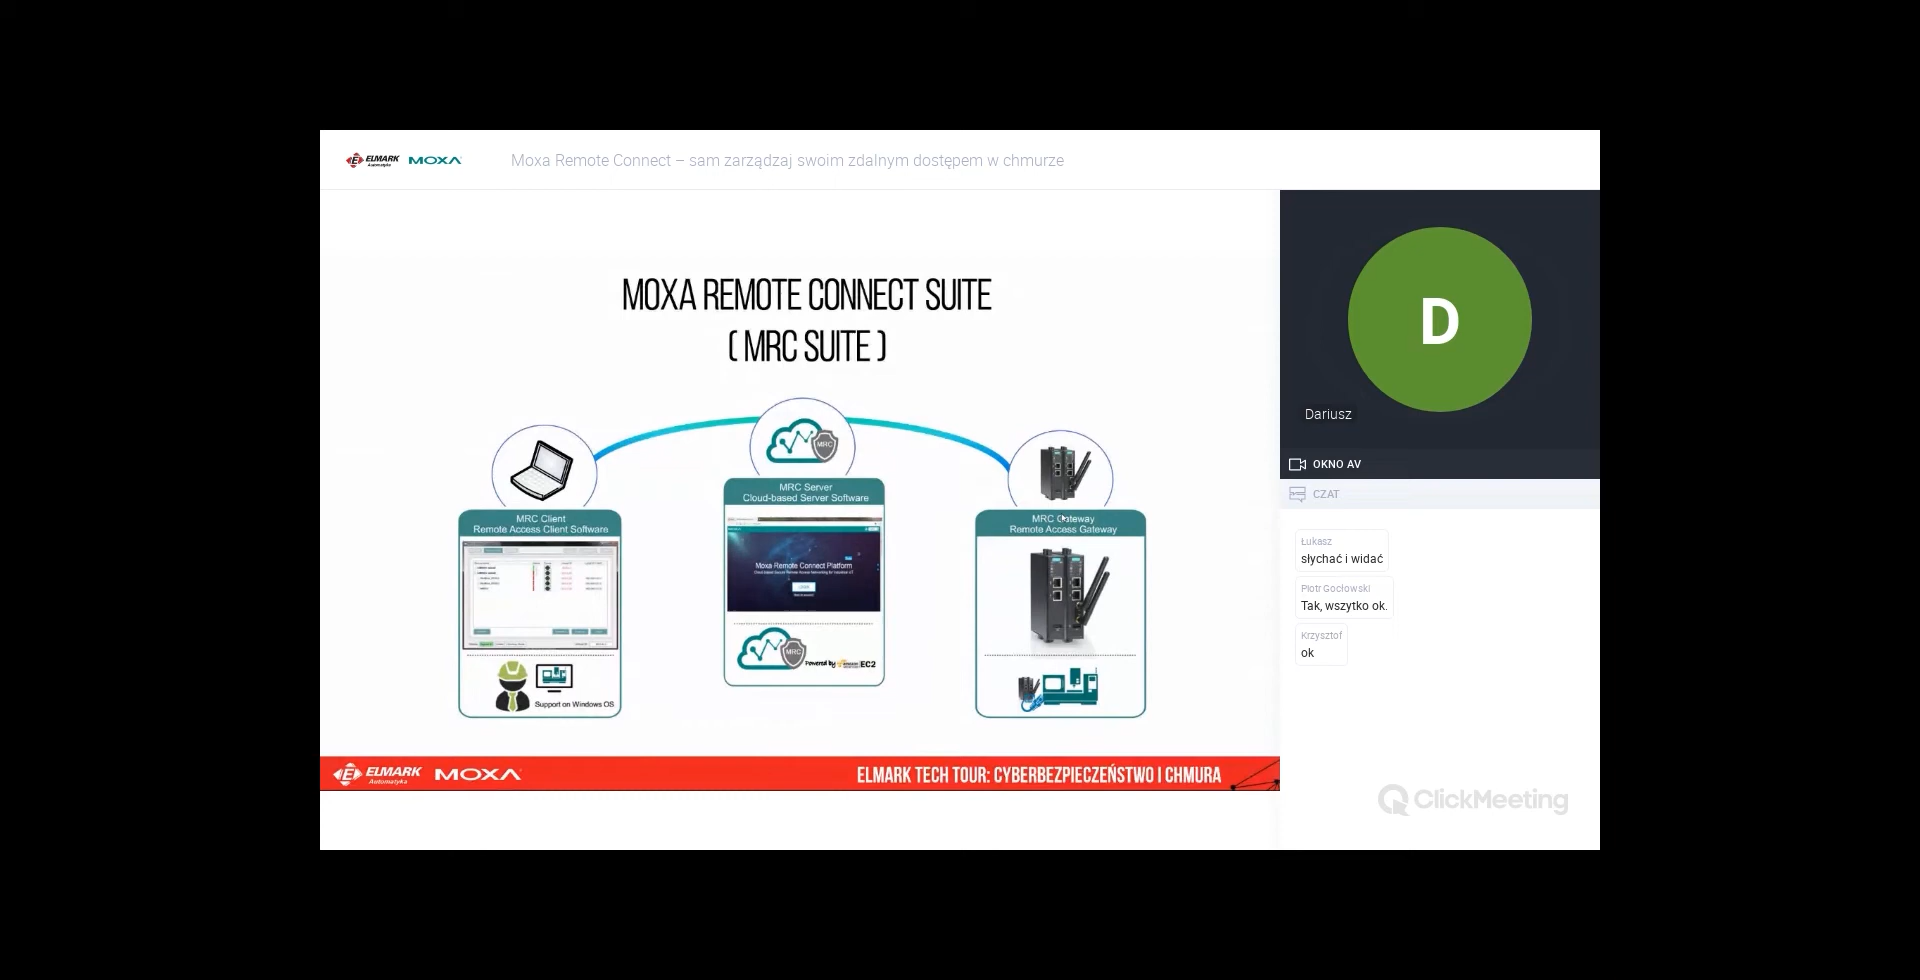 ELMARK
Automatyka
MOXA
Moxa Remote Connect – sam zarządzaj swoim zdalnym dostępem w chmurze
MOXA REMOTE CONNECT SUITE
( MRC SUITE )
MRC
MRC Client
Remote Access Client Software
Support on Windows OS
MRC Server
Cloud-based Server Software
Moxa Remote Connect Platform
MRC
Powered by
EC2
MRC Gateway
Remote Access Gateway
ELMARK
Automatyka
MOXA
ELMARK TECH TOUR: CYBERBEZPIECZEŃSTWO I CHMURA
D
Dariusz
OKNO AV
CZAT
Łukasz
słychać i widać
Piotr Gocłowski
Tak, wszytko ok.
Krzysztof
ok
ClickMeeting